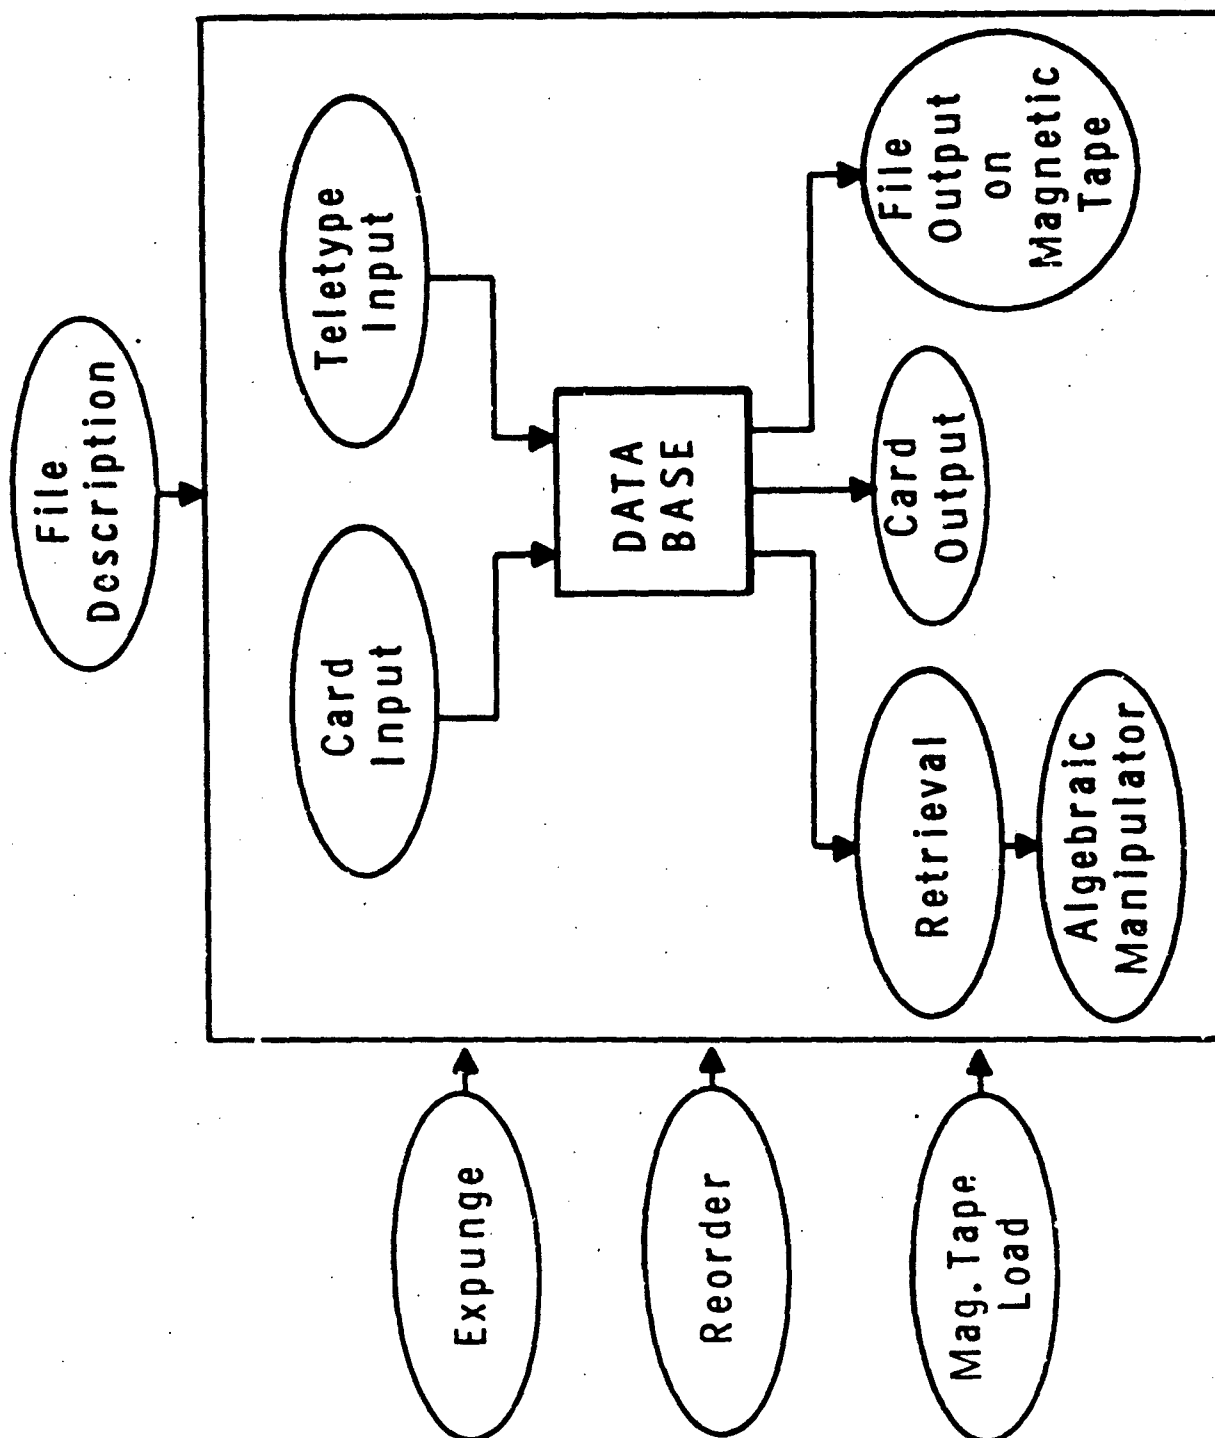 File
Description
Card
Input
Teletype
Input
DATA
BASE
Expunge
Reorder
Mag. Tape
Load
Retrieval
Algebraic
Manipulator
Card
Output
File
Output
on
Magnetic
Tape